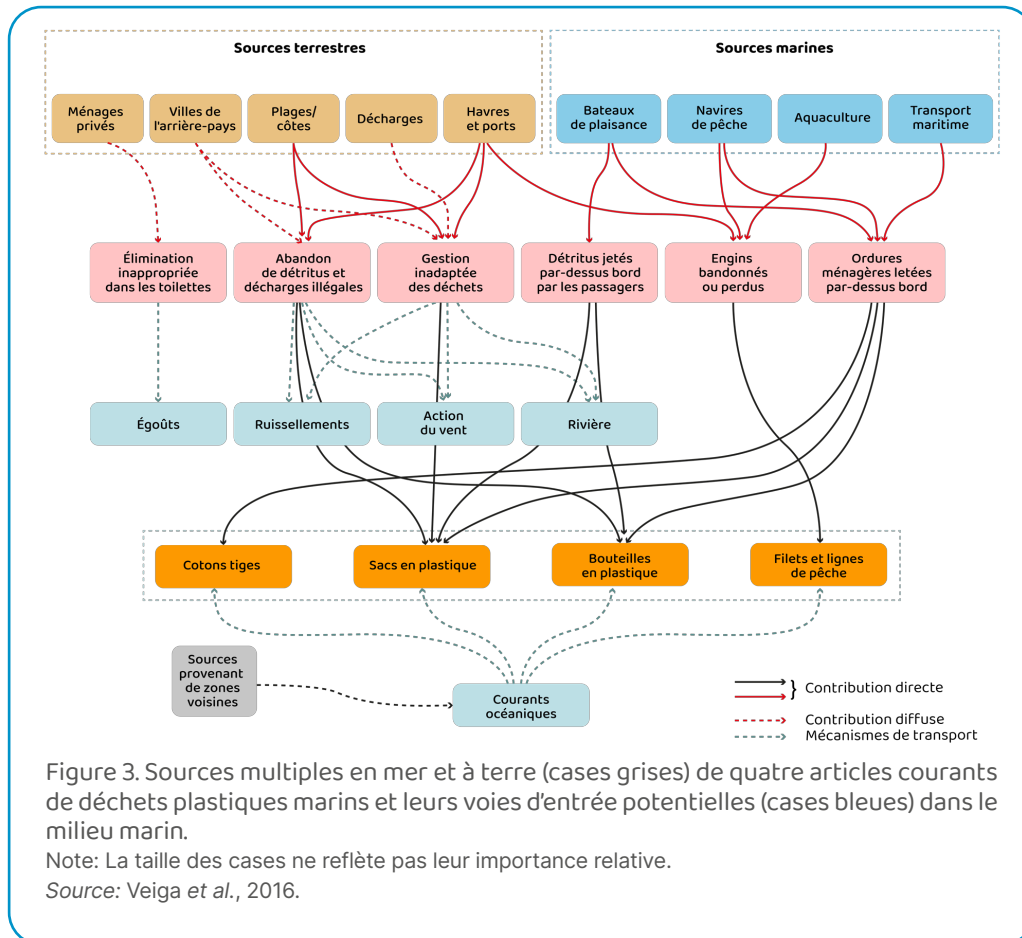 Sources terrestres
Sources marines
Ménages
privés
Villes de
l'arrière-pays
Plages/
côtes
Décharges
Havres
et ports
Bateaux
de plaisance
Navires
de pêche
Aquaculture
Transport
maritime
Élimination
inappropriée
dans les toilettes
Abandon
de détritus et
décharges illégales
Gestion
inadaptée
des déchets
Détritus jetés
par-dessus bord
par les passagers
Engins
bandonnés
ou perdus
Ordures
ménagères letées
par-dessus bord
Égoûts
Ruissellements
Action
du vent
Rivière
Cotons tiges
Sacs en plastique
Bouteilles
en plastique
Filets et lignes
de pêche
Sources
provenant
de zones
voisines
Courants
océaniques
} Contribution directe
Contribution diffuse
Mécanismes de transport
Figure 3. Sources multiples en mer et à terre (cases grises) de quatre articles courants
de déchets plastiques marins et leurs voies d'entrée potentielles (cases bleues) dans le
milieu marin.
Note: La taille des cases ne reflète pas leur importance relative.
Source: Veiga et al., 2016.